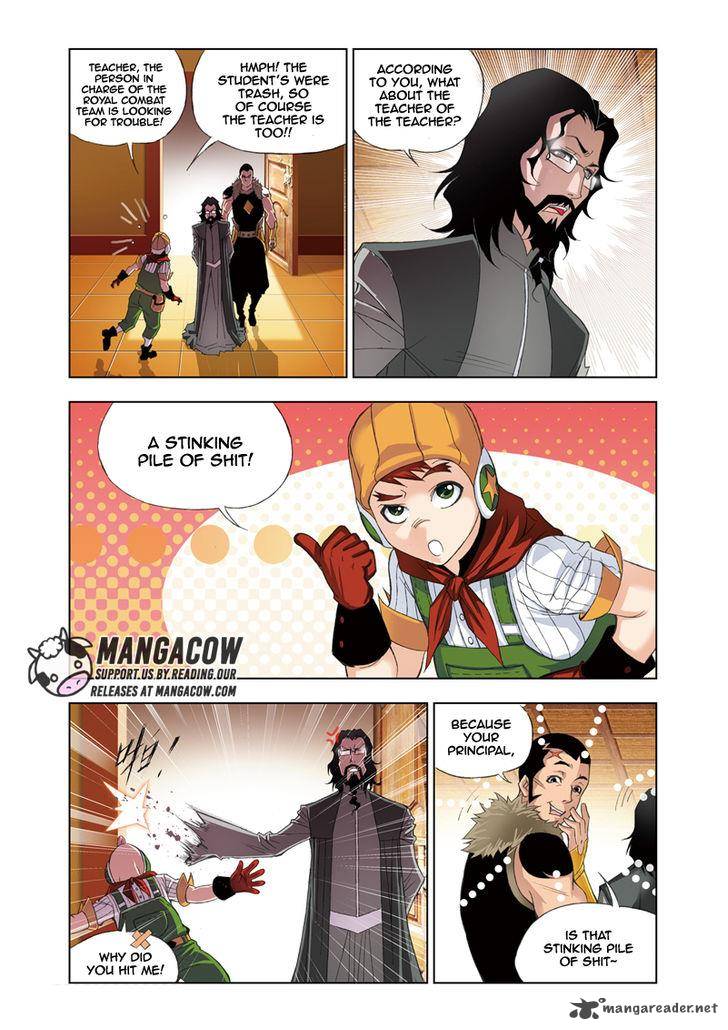 TEACHER, THE
PERSON IN
CHARGE OF THE
ROYAL COMBAT
TEAM IS LOOKING
FOR TROUBLE!
HMPH! THE
STUDENT'S WERE
TRASH, SO
OF COURSE
THE TEACHER IS
TOO!!
ACCORDING
TO YOU, WHAT
ABOUT THE
TEACHER OF
THE TEACHER?
A STINKING
PILE OF SHIT!
MANGACOW
SUPPORT US BY READING OUR
RELEASES AT MANGACOW.COM
WHY DID
YOU HIT ME!
BECAUSE
YOUR
PRINCIPAL,
IS THAT
STINKING PILE
OF SHIT~
mangareader.net